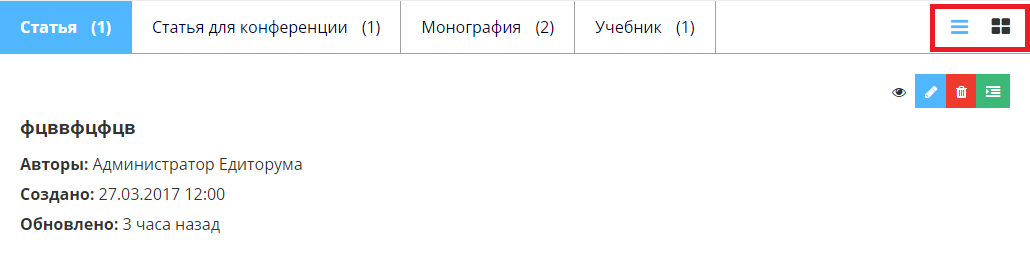 Статья (1) Статья для конференции (1) Монография (2) Учебник (1)
фцввфцфцв
Авторы: Администратор Едиторума
Создано: 27.03.2017 12:00
Обновлено: 3 часа назад